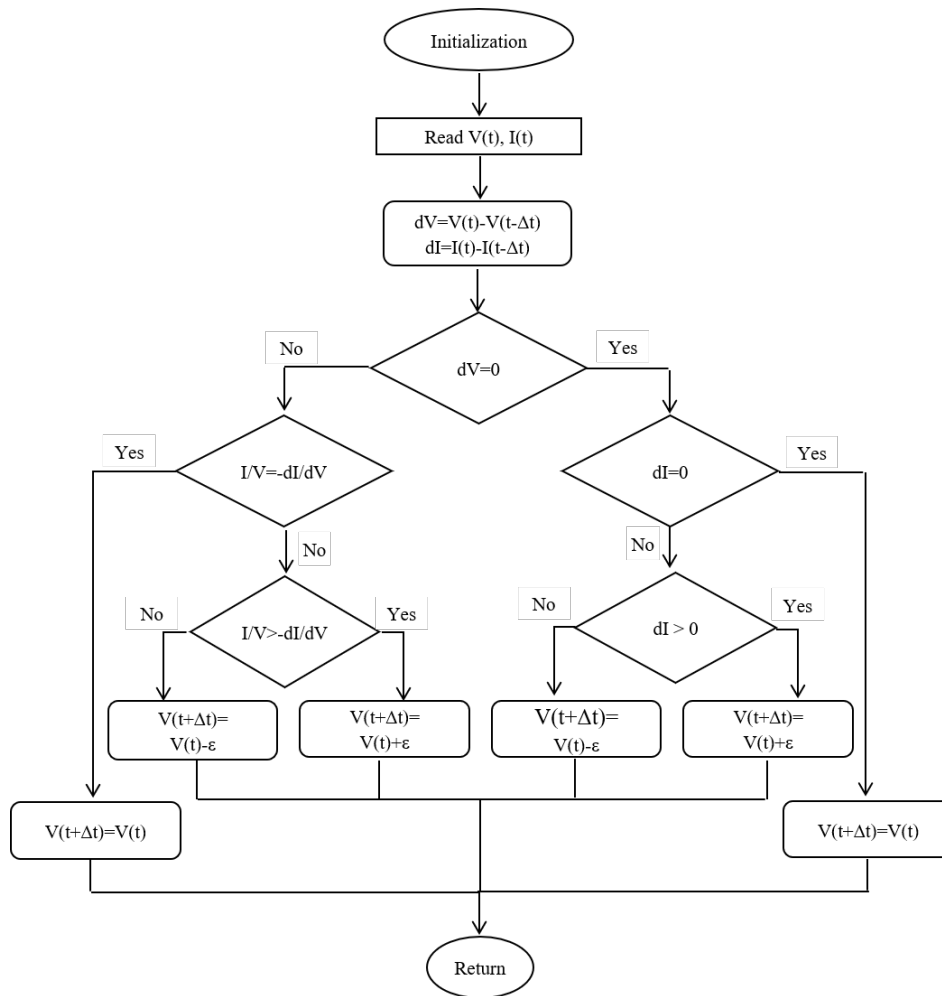 Initialization
Read V(t), I(t)
dV=V(t)-V(t-Δt)
dI=I(t)-I(t-Δt)
No
Yes
dV=0
Yes
I/V=-dI/dV
dI=0
Yes
No
No
No
I/V>-dI/dV
Yes
No
dI > 0
Yes
V(t+Δt)=
V(t)-ε
V(t+Δt)=
V(t)+ε
V(t+Δt)=
V(t)-ε
V(t+Δt)=
V(t)+ε
V(t+Δt)=V(t)
V(t+Δt)=V(t)
Return